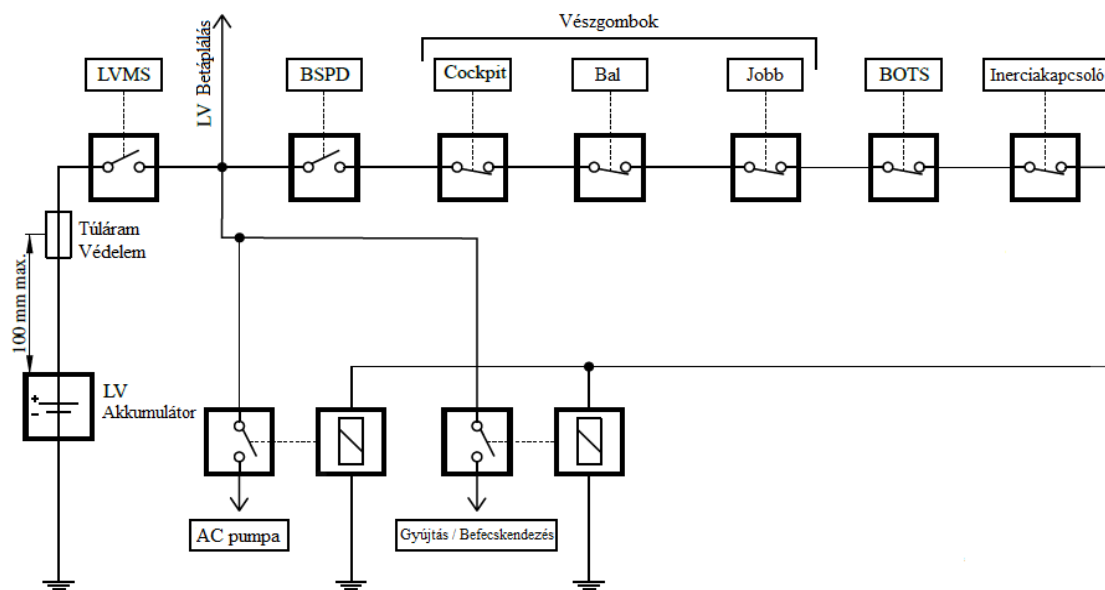 Vészgombok
LVMS
LV Betáplálás
BSPD
Cockpit
Bal
Jobb
BOTS
Inerciakapcsoló
Túláram
Védelem
100 mm max.
+
-
LV
Akkumulátor
AC pumpa
Gyújtás / Befecskendezés